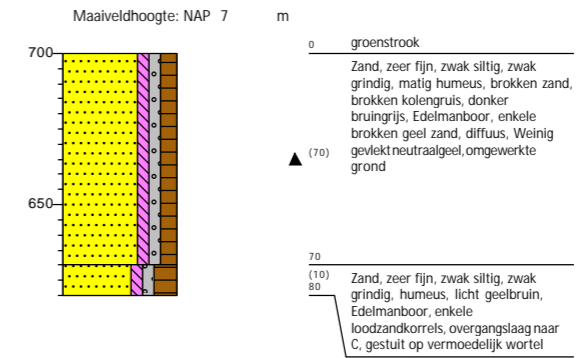 Maaiveldhoogte: NAP 7 m
0 groenstrook
700
Zand, zeer fijn, zwak siltig, zwak
grindig, matig humeus, brokken zand,
brokken kolengruis, donker
bruingrijs, Edelmanboor, enkele
brokken geel zand, diffuus, Weinig
(70) gevlektneutraalgeel, omgewerkte
grond
650
70
(10) Zand, zeer fijn, zwak siltig, zwak
80 grindig, humeus, licht geelbruin,
Edelmanboor, enkele
loodzandkorrels, overgangslaag naar
C, gestuit op vermoedelijk wortel